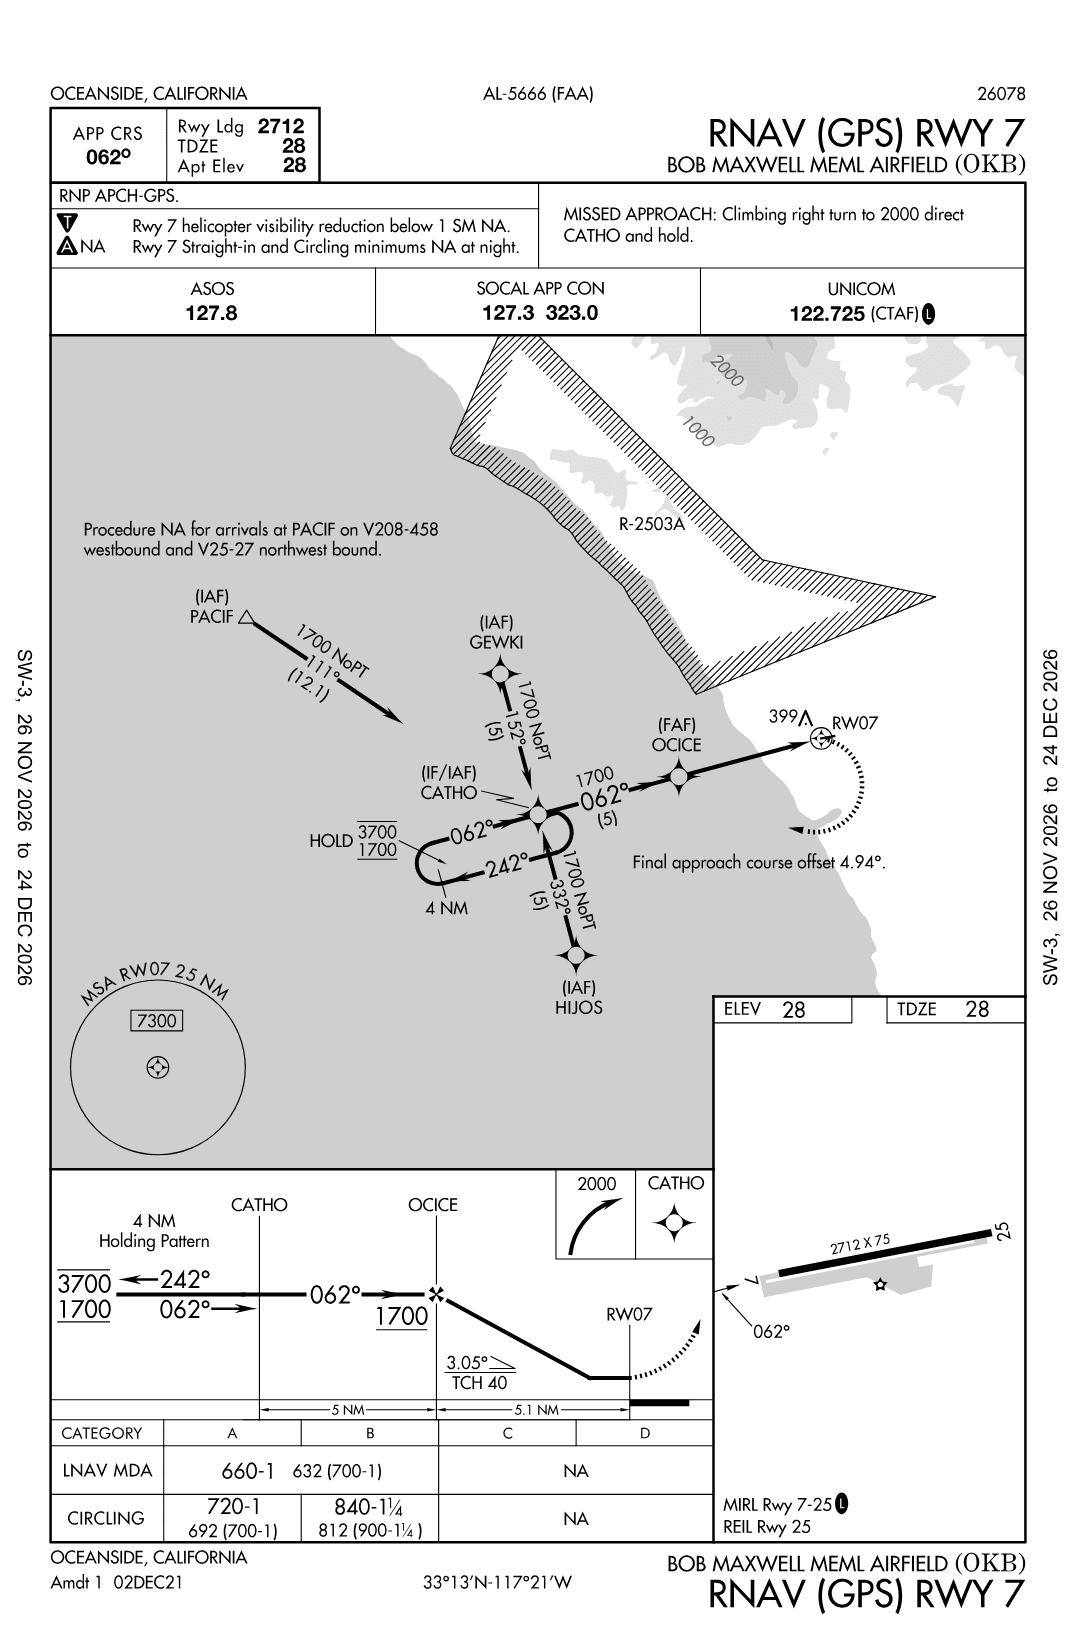 OCEANSIDE, CALIFORNIA
AL-5666 (FAA)
26078
APP CRS
062°
Rwy Ldg 2712
TDZE 28
Apt Elev 28
RNAV (GPS) RWY 7
BOB MAXWELL MEML AIRFIELD (OKB)
RNP APCH-GPS.
T
A NA
Rwy 7 helicopter visibility reduction below 1 SM NA.
Rwy 7 Straight-in and Circling minimums NA at night.
MISSED APPROACH: Climbing right turn to 2000 direct
CATHO and hold.
ASOS
127.8
SOCAL APP CON
127.3 323.0
UNICOM
122.725 (CTAF) L
2000
1000
R-2503A
Procedure NA for arrivals at PACIF on V208-458
westbound and V25-27 northwest bound.
(IAF)
PACIF
1700 NoPT
111°
(12.1)
(IAF)
GEWKI
1700 NoPT
152°
(5)
(FAF)
OCICE
399
RW07
(IF/IAF)
CATHO
1700
062°
(5)
HOLD 3700
1700
062°
242°
4 NM
1700 NoPT
332°
(5)
Final approach course offset 4.94°.
(IAF)
HIJOS
MSA RW07 25 NM
7300
SW-3, 26 NOV 2026 to 24 DEC 2026
SW-3, 26 NOV 2026 to 24 DEC 2026
ELEV 28
TDZE 28
2712 X 75
7
25
062°
MIRL Rwy 7-25 L
REIL Rwy 25
4 NM
Holding Pattern
CATHO
OCICE
2000
CATHO
3700
1700
242°
062°
062°
1700
RW07
3.05°
TCH 40
5 NM
5.1 NM
CATEGORY A B C D
LNAV MDA 660-1 632 (700-1) NA
CIRCLING 720-1 840-1¼ NA
692 (700-1) 812 (900-1¼)
OCEANSIDE, CALIFORNIA
Amdt 1 02DEC21
33°13'N-117°21'W
BOB MAXWELL MEML AIRFIELD (OKB)
RNAV (GPS) RWY 7